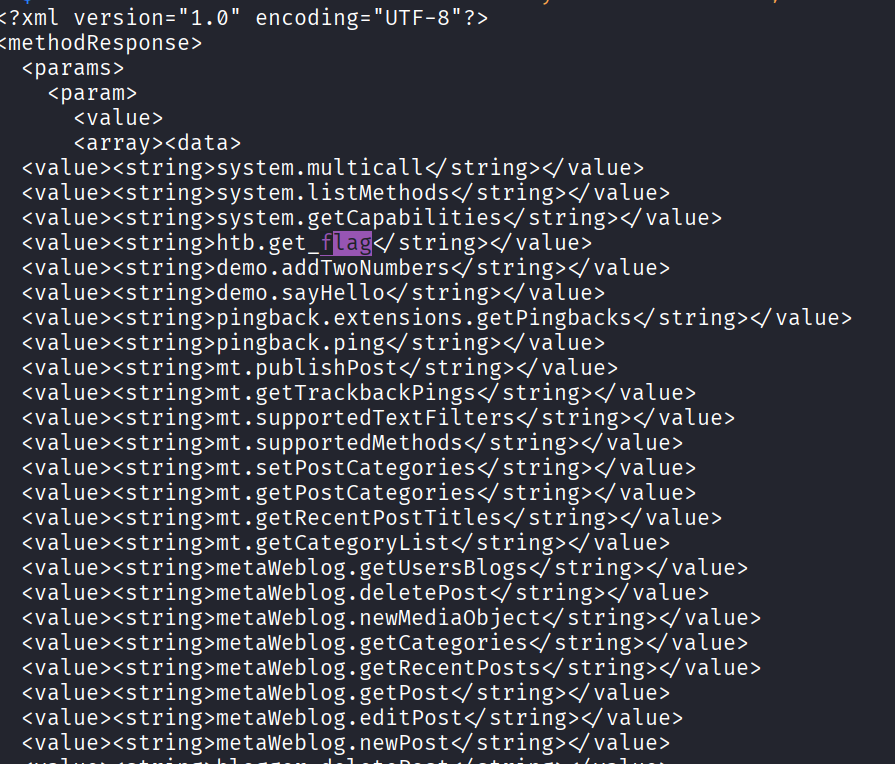 <?xml version="1.0" encoding="UTF-8"?>
<methodResponse>
<params>
<param>
<value>
<array><data>
<value><string>system.multicall</string></value>
<value><string>system.listMethods</string></value>
<value><string>system.getCapabilities</string></value>
<value><string>htb.get_flag</string></value>
<value><string>demo.addTwoNumbers</string></value>
<value><string>demo.sayHello</string></value>
<value><string>pingback.extensions.getPingbacks</string></value>
<value><string>pingback.ping</string></value>
<value><string>mt.publishPost</string></value>
<value><string>mt.getTrackbackPings</string></value>
<value><string>mt.supportedTextFilters</string></value>
<value><string>mt.supportedMethods</string></value>
<value><string>mt.setPostCategories</string></value>
<value><string>mt.getPostCategories</string></value>
<value><string>mt.getRecentPostTitles</string></value>
<value><string>mt.getCategoryList</string></value>
<value><string>metaWeblog.getUsersBlogs</string></value>
<value><string>metaWeblog.deletePost</string></value>
<value><string>metaWeblog.newMediaObject</string></value>
<value><string>metaWeblog.getCategories</string></value>
<value><string>metaWeblog.getRecentPosts</string></value>
<value><string>metaWeblog.getPost</string></value>
<value><string>metaWeblog.editPost</string></value>
<value><string>metaWeblog.newPost</string></value>